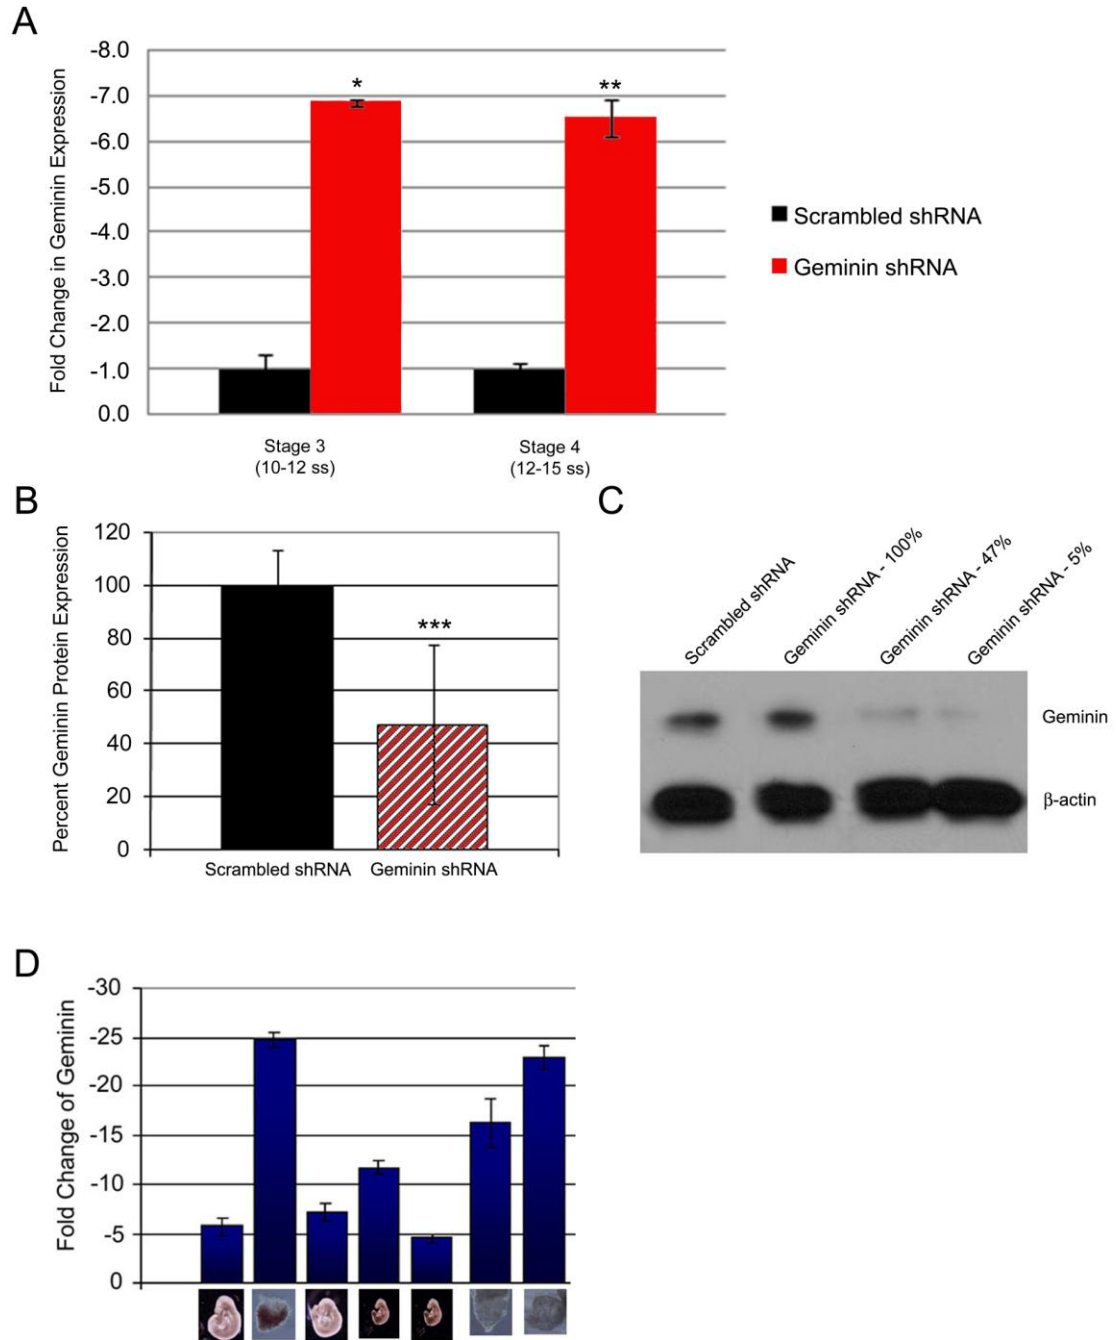 A
Fold Change in Geminin Expression
-8.0
-7.0
-6.0
-5.0
-4.0
-3.0
-2.0
-1.0
0.0
*
**
Stage 3
(10-12 ss)
Stage 4
(12-15 ss)
Scrambled shRNA
Geminin shRNA
B
Percent Geminin Protein Expression
120
100
80
60
40
20
0
***
Scrambled shRNA
Geminin shRNA
C
Scrambled shRNA
Geminin shRNA - 100%
Geminin shRNA - 47%
Geminin shRNA - 5%
Geminin
β-actin
D
Fold Change of Geminin
-30
-25
-20
-15
-10
-5
0